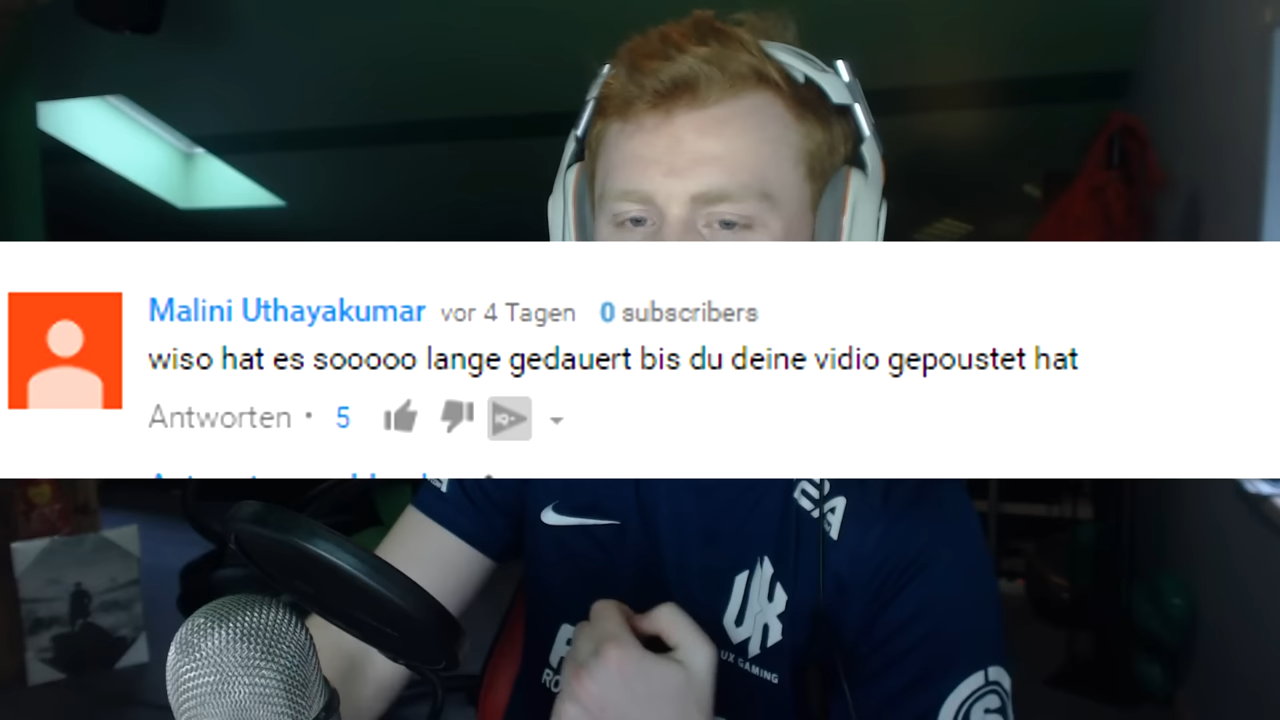 Malini Uthayakumar vor 4 Tagen 0 subscribers
wiso hat es sooooo lange gedauert bis du deine vidio gepoustet hat
Antworten • 5
UX
UX GAMING